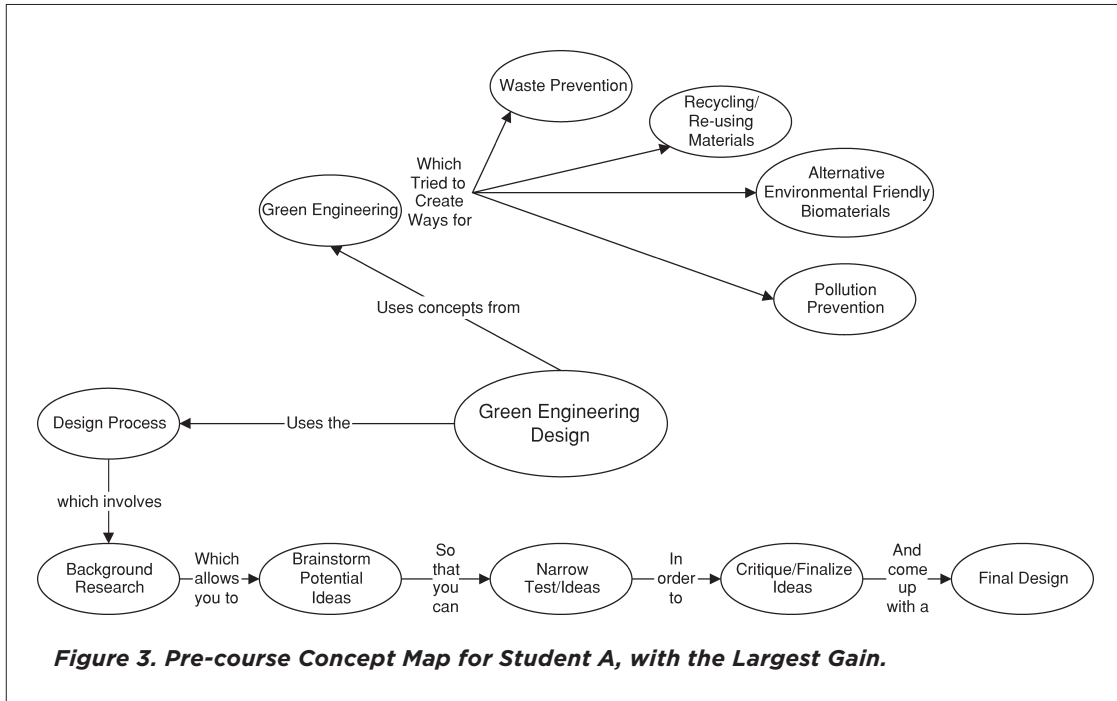 Waste Prevention
Recycling/
Re-using
Materials
Which
Tried to
Create
Ways for
Alternative
Environmental Friendly
Biomaterials
Green Engineering
Pollution
Prevention
Uses concepts from
Green Engineering
Design
Design Process
Uses the
which involves
Background
Research
Which
allows
you to
Brainstorm
Potential
Ideas
So
that
you
can
Narrow
Test/Ideas
In
order
to
Critique/Finalize
Ideas
And
come
up
with a
Final Design
Figure 3. Pre-course Concept Map for Student A, with the Largest Gain.